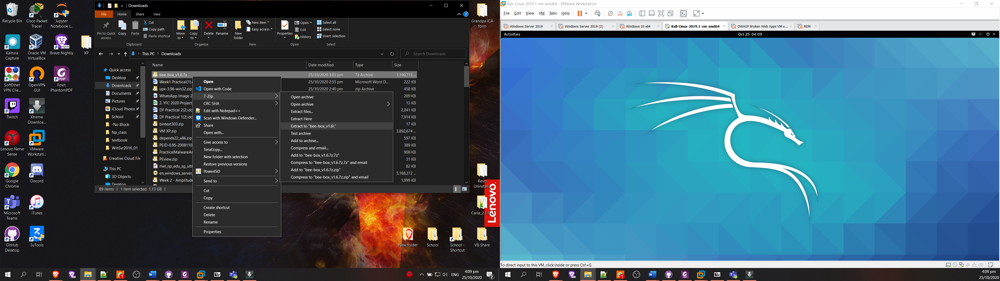 Recycle Bin
Cisco Packet
Tracer
Jupyter
Notebook (...
Kaltura
Capture
Oracle VM
VirtualBox
Brave Nightly
XP
SoftEther
VPN Clie...
OpenVPN
GUI
Foxit
PhantomPDF
Twitch
Xtreme
Downloa...
Lenovo Nerve
Sense
VMware
Workstati...
Google
Chrome
Discord
Microsoft
Teams
iTunes
GitHub
Desktop
3uTools
Downloads
File
Home
Share
View
Pin to Quick
access
Copy
Paste
Cut
Copy path
Paste shortcut
Clipboard
Move
to
Copy
to
Delete
Rename
Organize
New
folder
New item
Easy access
New
Properties
Open
Edit
History
Open
Select all
Select none
Invert selection
Select
This PC
Downloads
Search Downloads
Quick access
Desktop
Downloads
Documents
Pictures
iCloud Photos
School
-No Block-
Np_class
textbook
WinSvr2016_01
Creative Cloud File
This PC
3D Objects
Desktop
Name
Date modified
Type
Size
bee-box_v1.6.7z
25/10/2020 3:03 pm
7z Archive
1,190,713 ...
Week1 Practical(1).
25/10/2020 2:55 pm
Microsoft Word D...
222 KB
upx-3.96-win32.zip
25/10/2020 2:40 pm
zip Archive
458 KB
WhatsApp Image 2
209 KB
2. YFC 2020 Project
13 KB
DF Practical 2(2).do
2,041 KB
DF Practical 1(2).do
7,914 KB
bintext303.zip
17 KB
VM XP.zip
3,892,674 ...
depends22_x86.zip
597 KB
PEiD-0.95-2008110
389 KB
PracticalMalwareAn
908 KB
PEview.zip
31 KB
mel_np_edu_sg_ultr
82 KB
en_windows_server_
5,168,272 ...
Week 2 - Amplitude
1,999 KB
89 items
1 item selected 1.13 GB
Open
Open with Code
7-Zip
CRC SHA
Edit with Notepad++
Scan with Windows Defender...
Share
Open with...
Give access to
TeraCopy...
New folder with selection
Restore previous versions
PowerISO
Send to
Cut
Copy
Create shortcut
Delete
Rename
Properties
Open archive
Open archive
Extract files...
Extract Here
Extract to "bee-box_v1.6\"
Test archive
Add to archive...
Compress and email...
Add to "bee-box_v1.6.7z.7z"
Compress to "bee-box_v1.6.7z.7z" and email
Add to "bee-box_v1.6.7z.zip"
Compress to "bee-box_v1.6.7z.zip" and email
Grandpa ICA
form
Revo
Uninstall...
Lenovo
New folder
School
School -
Shortcut
VB Share
ENG
4:09 pm
25/10/2020
2
Kali-Linux-2019.1-vm-amd64 - VMware Workstation
File
Edit
View
VM
Tabs
Help
Windows Server 2019
Windows Server 2019 (2)
Windows 10 x64
Kali-Linux-2019.1-vm-amd64
OWASP Broken Web Apps VM v...
REM
Activities
Oct 25 04:09
To direct input to this VM, click inside or press Ctrl+G.
4:09 pm
25/10/2020